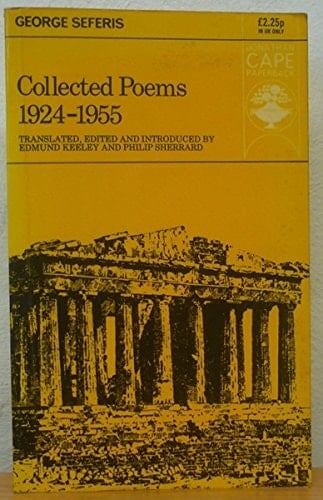 GEORGE SEFERIS
£2.25p
IN UK ONLY
JONATHAN
CAPE
PAPERBACK
Collected Poems
1924-1955
TRANSLATED, EDITED AND INTRODUCED BY
EDMUND KEELEY AND PHILIP SHERRARD